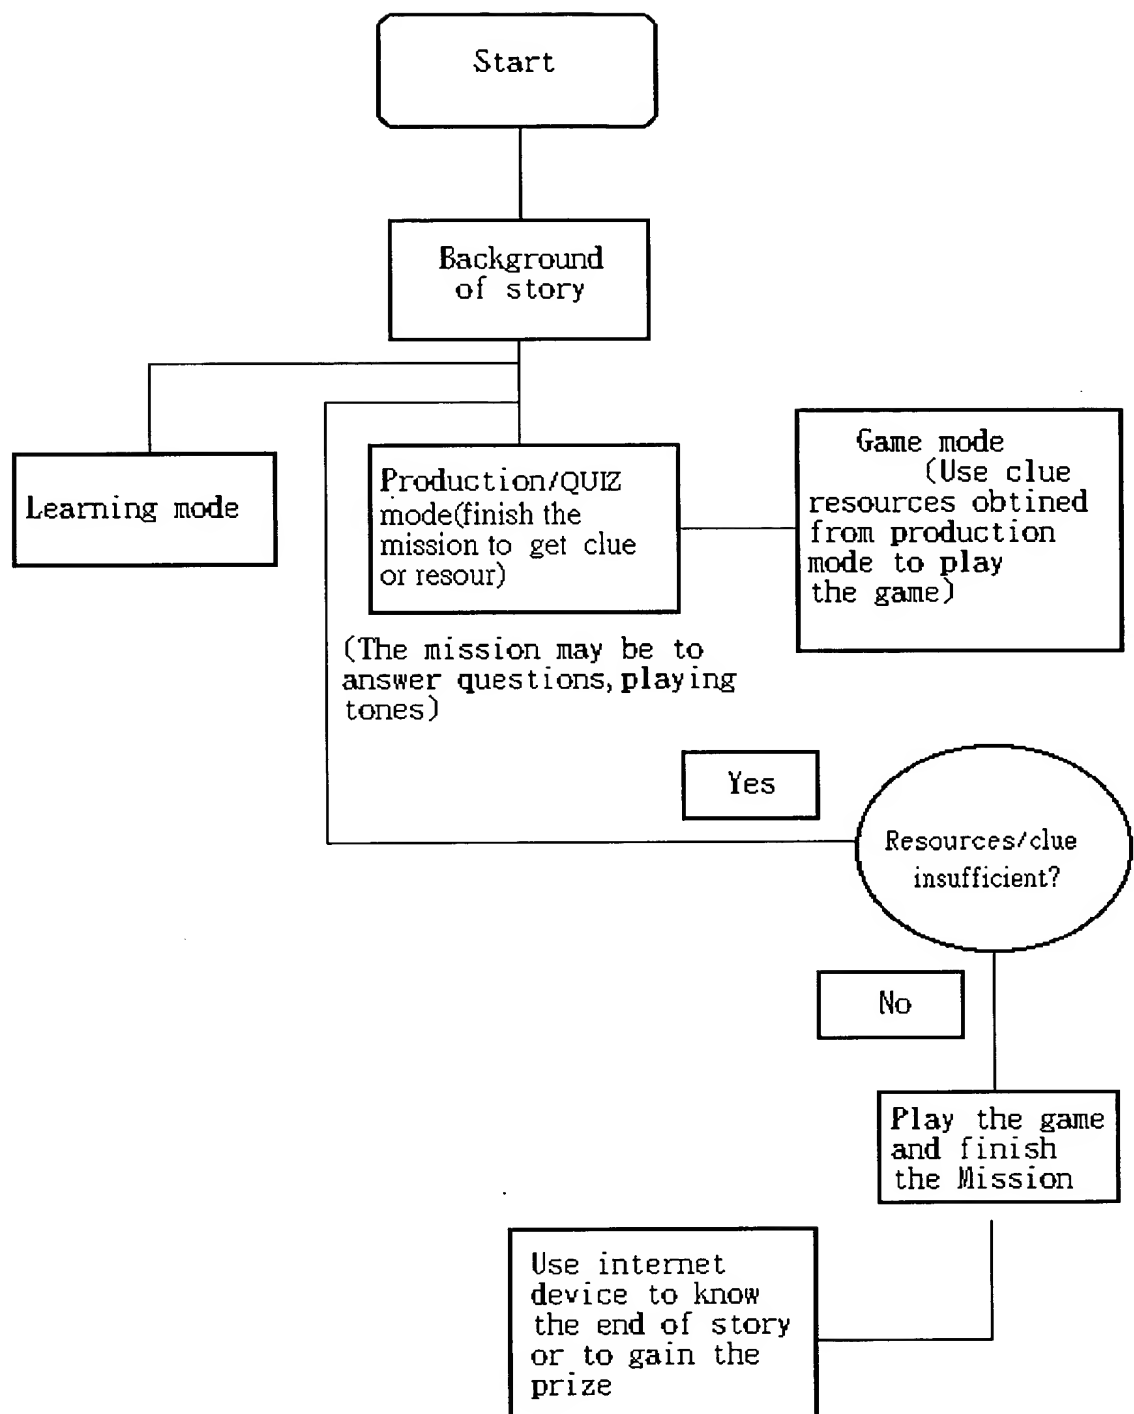 Start
Background
of story
Learning mode
Production/QUIZ
mode(finish the
mission to get clue
or resour)
(The mission may be to
answer questions, playing
tones)
Game mode
(Use clue
resources obtined
from production
mode to play
the game)
Yes
Resources/clue
insufficient?
No
Play the game
and finish
the Mission
Use internet
device to know
the end of story
or to gain the
prize